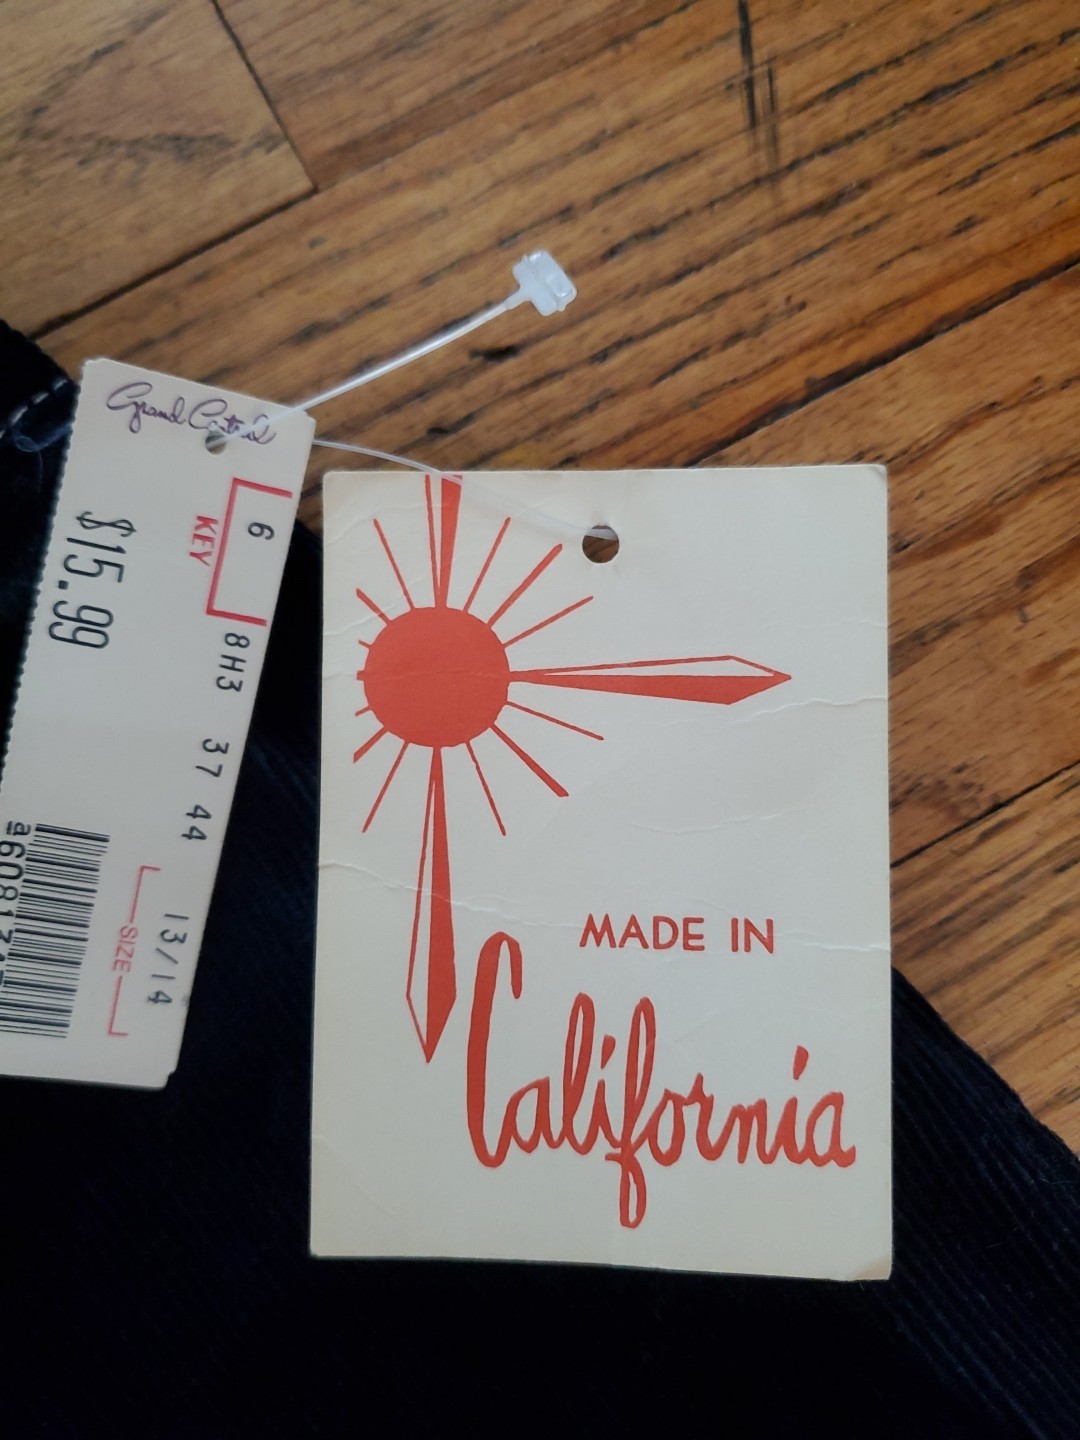 Grand Central
6
KEY
8H3 37 44
13/14
SIZE
$15.99
MADE IN
California